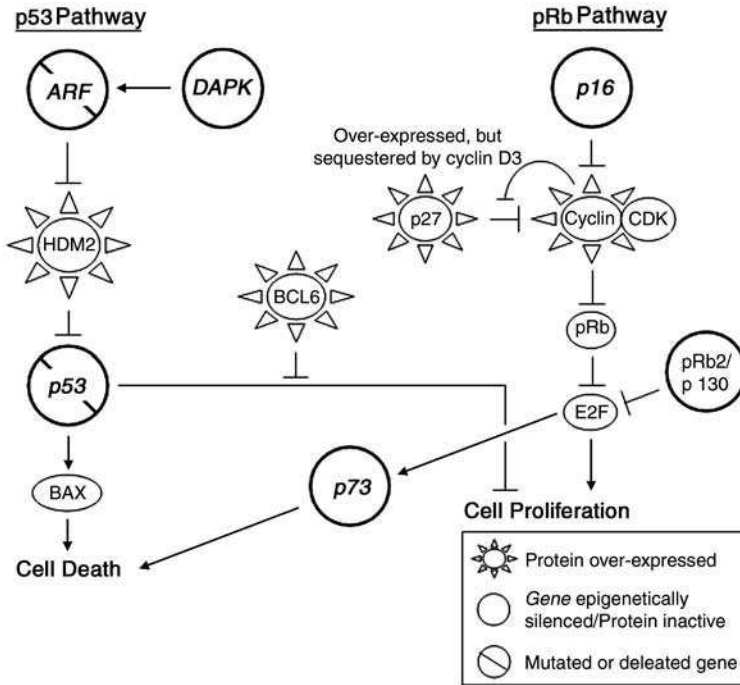 p53 Pathway
pRb Pathway
ARF
DAPK
p16
Over-expressed, but
sequestered by cyclin D3
HDM2
p27
Cyclin
CDK
BCL6
pRb
p53
pRb2/
p 130
E2F
BAX
p73
Cell Proliferation
Cell Death
Protein over-expressed
Gene epigenetically
silenced/Protein inactive
Mutated or deleated gene